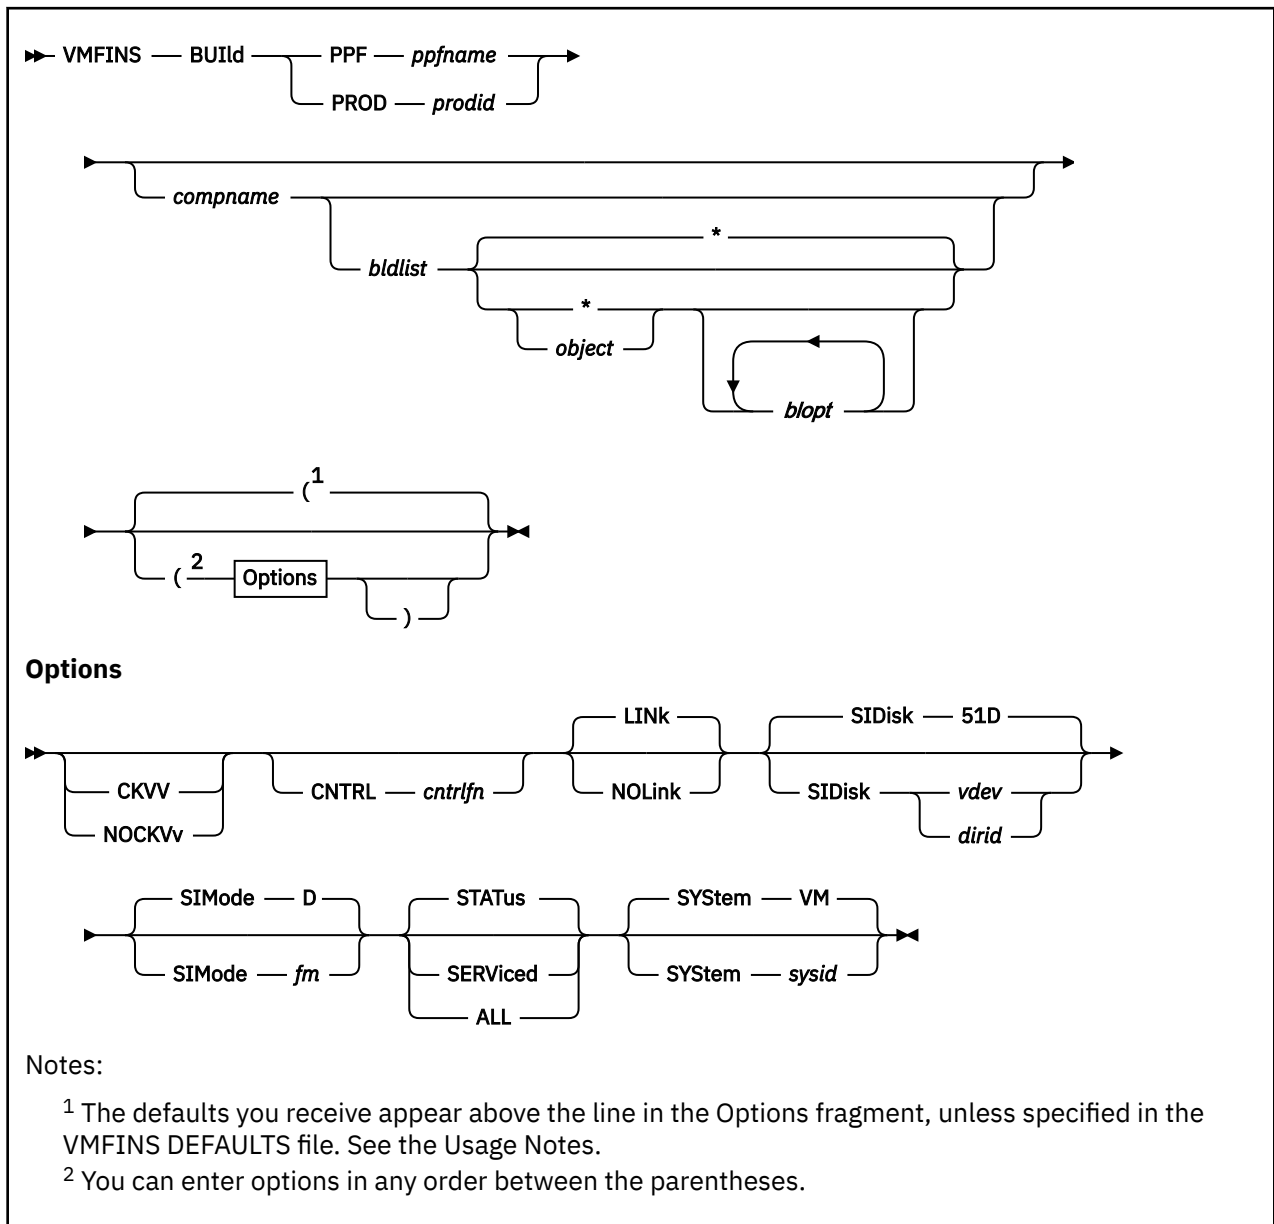 VMFINS BUIld PPF ppfname
PROD prodid
compname
*
bldlist
*
object
blopt
( 1
( 2 Options
)
Options
LINk SIDisk 51D
CKVV CNTRL cntrlfn NOLink SIDisk vdev
NOCKVv dirid
SIMode D STATus SYStem VM
SIMode fm SERViced SYStem sysid
ALL
Notes:
1 The defaults you receive appear above the line in the Options fragment, unless specified in the
VMFINS DEFAULTS file. See the Usage Notes.
2 You can enter options in any order between the parentheses.